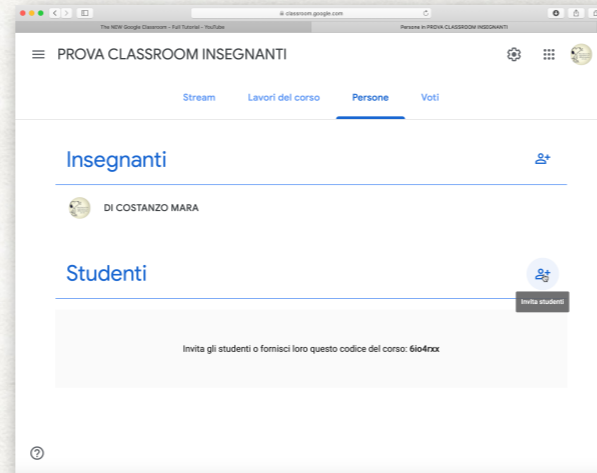 classroom.google.com
The NEW Google Classroom - Full Tutorial - YouTube
Persone in PROVA CLASSROOM INSEGNANTI
PROVA CLASSROOM INSEGNANTI
Stream Lavori del corso Persone Voti
Insegnanti
DI COSTANZO MARA
Studenti
Invita studenti
Invita gli studenti o fornisci loro questo codice del corso: 6io4rxx